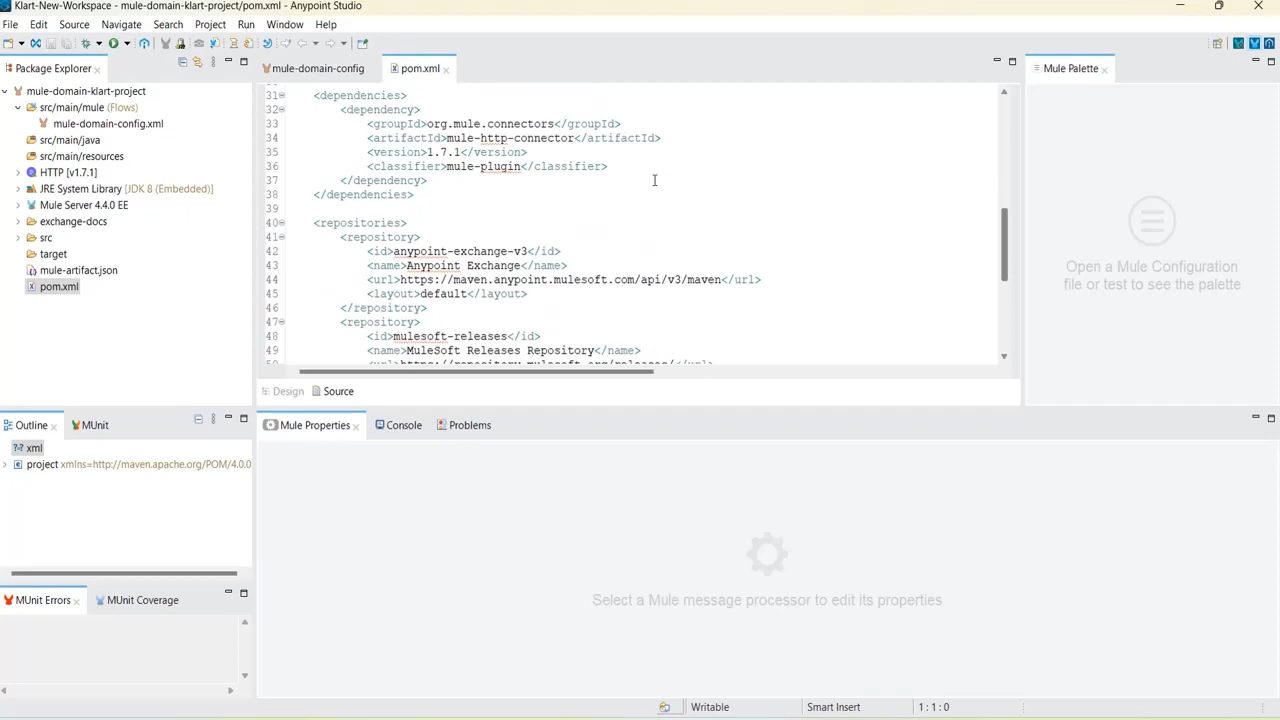 Klart-New-Workspace - mule-domain-klart-project/pom.xml - Anypoint Studio
File Edit Source Navigate Search Project Run Window Help
Package Explorer
mule-domain-klart-project
src/main/mule (Flows)
mule-domain-config.xml
src/main/java
src/main/resources
HTTP [v1.7.1]
JRE System Library [JDK 8 (Embedded)]
Mule Server 4.4.0 EE
exchange-docs
src
target
mule-artifact.json
pom.xml
mule-domain-config pom.xml
31 <dependencies>
32 <dependency>
33 <groupId>org.mule.connectors</groupId>
34 <artifactId>mule-http-connector</artifactId>
35 <version>1.7.1</version>
36 <classifier>mule-plugin</classifier>
37 </dependency>
38 </dependencies>
39
40 <repositories>
41 <repository>
42 <id>anypoint-exchange-v3</id>
43 <name>Anypoint Exchange</name>
44 <url>https://maven.anypoint.mulesoft.com/api/v3/maven</url>
45 <layout>default</layout>
46 </repository>
47 <repository>
48 <id>mulesoft-releases</id>
49 <name>MuleSoft Releases Repository</name>
50 <url>https://repository.mulesoft.org/releases/</url>
Design Source
Mule Palette
Open a Mule Configuration
file or test to see the palette
Outline MUnit
xml
project xmlns=http://maven.apache.org/POM/4.0.0
MUnit Errors MUnit Coverage
Mule Properties Console Problems
Select a Mule message processor to edit its properties
Writable Smart Insert 1 : 1 : 0